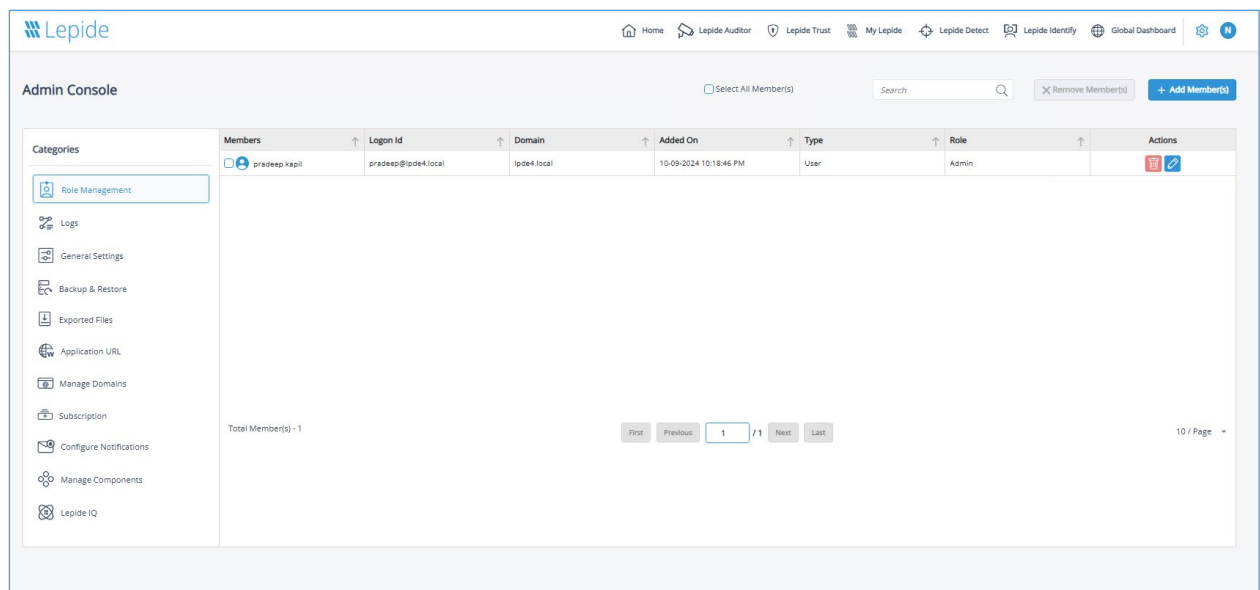 Lepide
Home Lepide Auditor Lepide Trust My Lepide Lepide Detect Lepide Identify Global Dashboard N
Admin Console Select All Member(s) Search Remove Member(s) + Add Member(s)
Categories
Members Logon Id Domain Added On Type Role Actions
pradeep kapil pradeep@lpde4.local lpde4.local 10-09-2024 10:18:46 PM User Admin
Role Management
Logs
General Settings
Backup & Restore
Exported Files
Application URL
Manage Domains
Subscription
Configure Notifications
Manage Components
Lepide IQ
Total Member(s) - 1 First Previous 1 / 1 Next Last 10 / Page